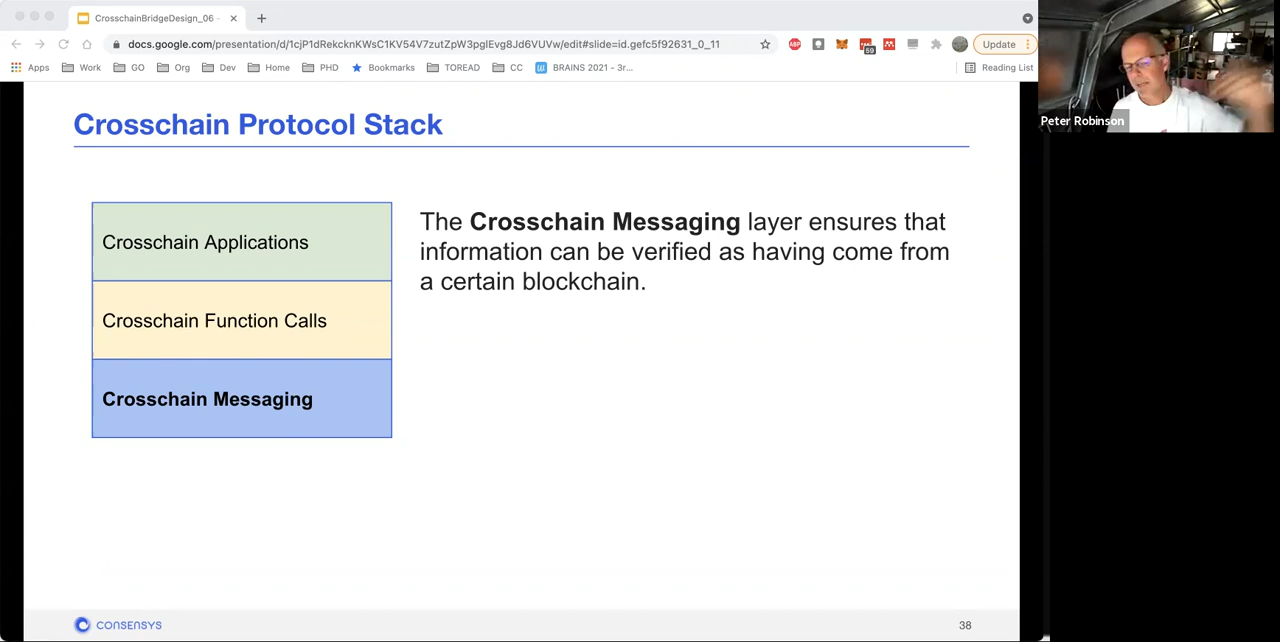 CrosschainBridgeDesign_06 -
docs.google.com/presentation/d/1cjP1dRekcknKWsC1KV54V7zutZpW3pglEvg8Jd6VUVw/edit#slide=id.gefc5f92631_0_11
ABP
59
Update
Apps
Work
GO
Org
Dev
Home
PHD
Bookmarks
TOREAD
CC
BRAINS 2021 - 3r...
Reading List
Peter Robinson
Crosschain Protocol Stack
Crosschain Applications
Crosschain Function Calls
Crosschain Messaging
The Crosschain Messaging layer ensures that
information can be verified as having come from
a certain blockchain.
CONSENSYS
38